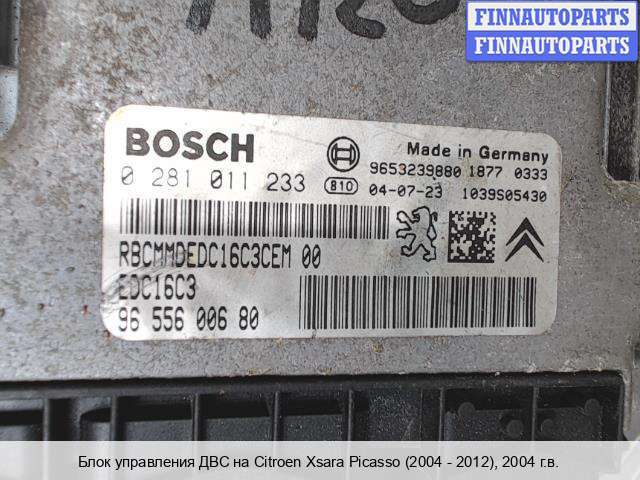 FINNAUTOPARTS
FINNAUTOPARTS
BOSCH
Made in Germany
9653239880 1877 0333
0 281 011 233
810 04-07-23 1039S05430
RBCMMDEDC16C3CEM 00
EDC16C3
96 556 006 80
Блок управления ДВС на Citroen Xsara Picasso (2004 - 2012), 2004 г.в.